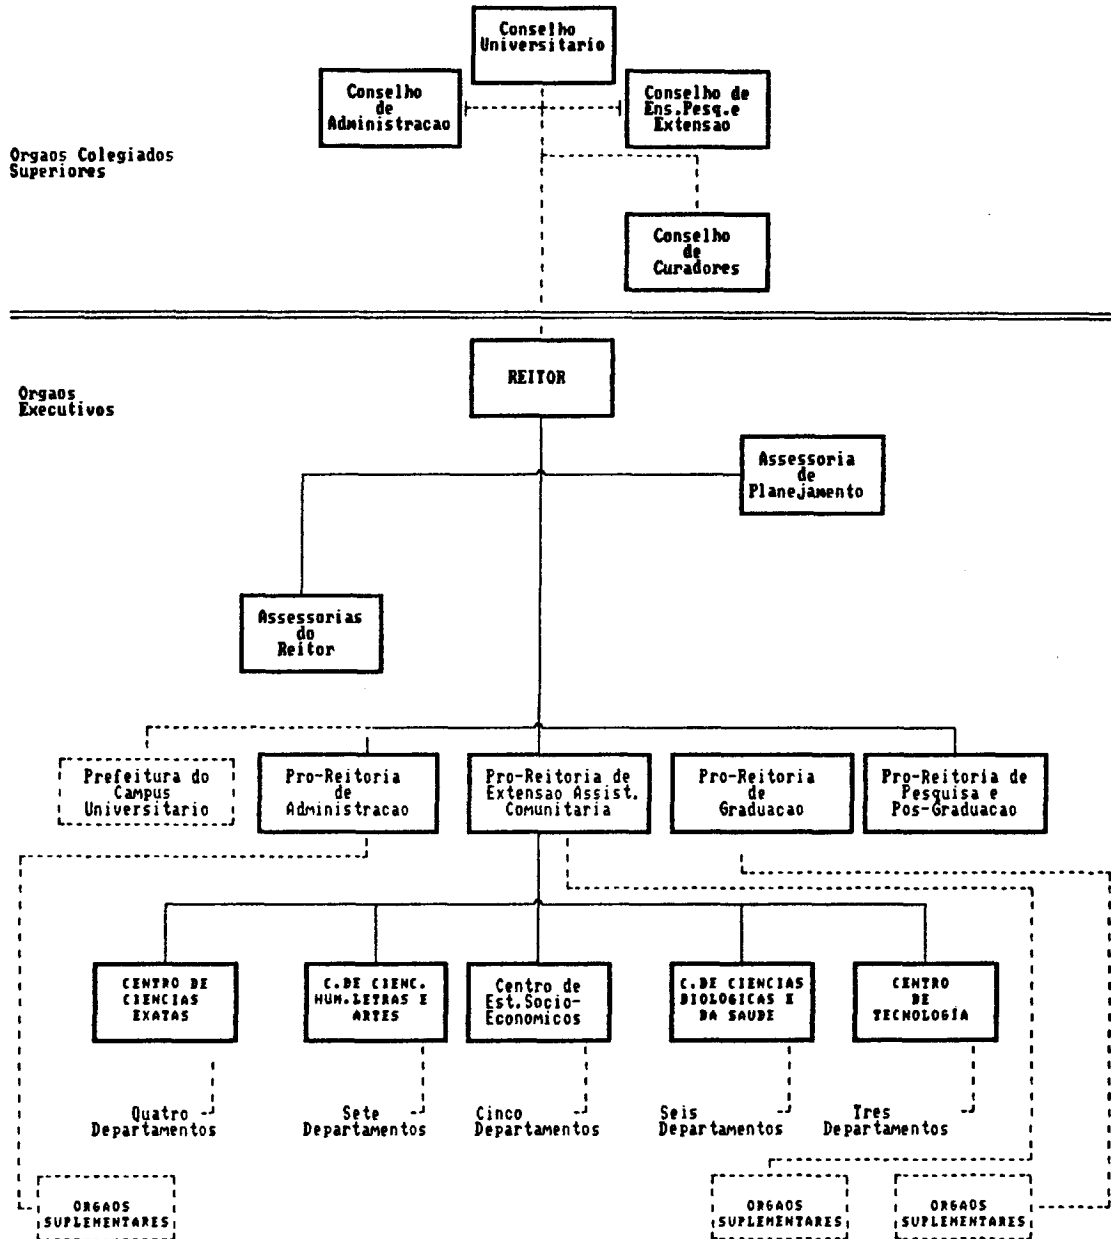 Conselho
Universitario
Conselho
de
Administracao
Conselho de
Ens.Pesq.e
Extensao
Orgaos Colegiados
Superiores
Conselho
de
Curadores
REITOR
Orgaos
Executivos
Assessoria
de
Planejamento
Assessorias
do
Reitor
Prefeitura do
Campus
Universitario
Pro-Reitoria
de
Administracao
Pro-Reitoria de
Extensao Assist.
Comunitaria
Pro-Reitoria
de
Graduacao
Pro-Reitoria de
Pesquisa e
Pos-Graduacao
CENTRO DE
CIENCIAS
EXATAS
C.DE CIENC.
HUM.LETRAS E
ARTES
Centro de
Est.Socio-
Economicos
C.DE CIENCIAS
BIOLOGICAS E
DA SAUDE
CENTRO
DE
TECNOLOGÍA
Quatro
Departamentos
Sete
Departamentos
Cinco
Departamentos
Seis
Departamentos
Tres
Departamentos
ORGAOS
SUPLEMENTARES
ORGAOS
SUPLEMENTARES
ORGAOS
SUPLEMENTARES